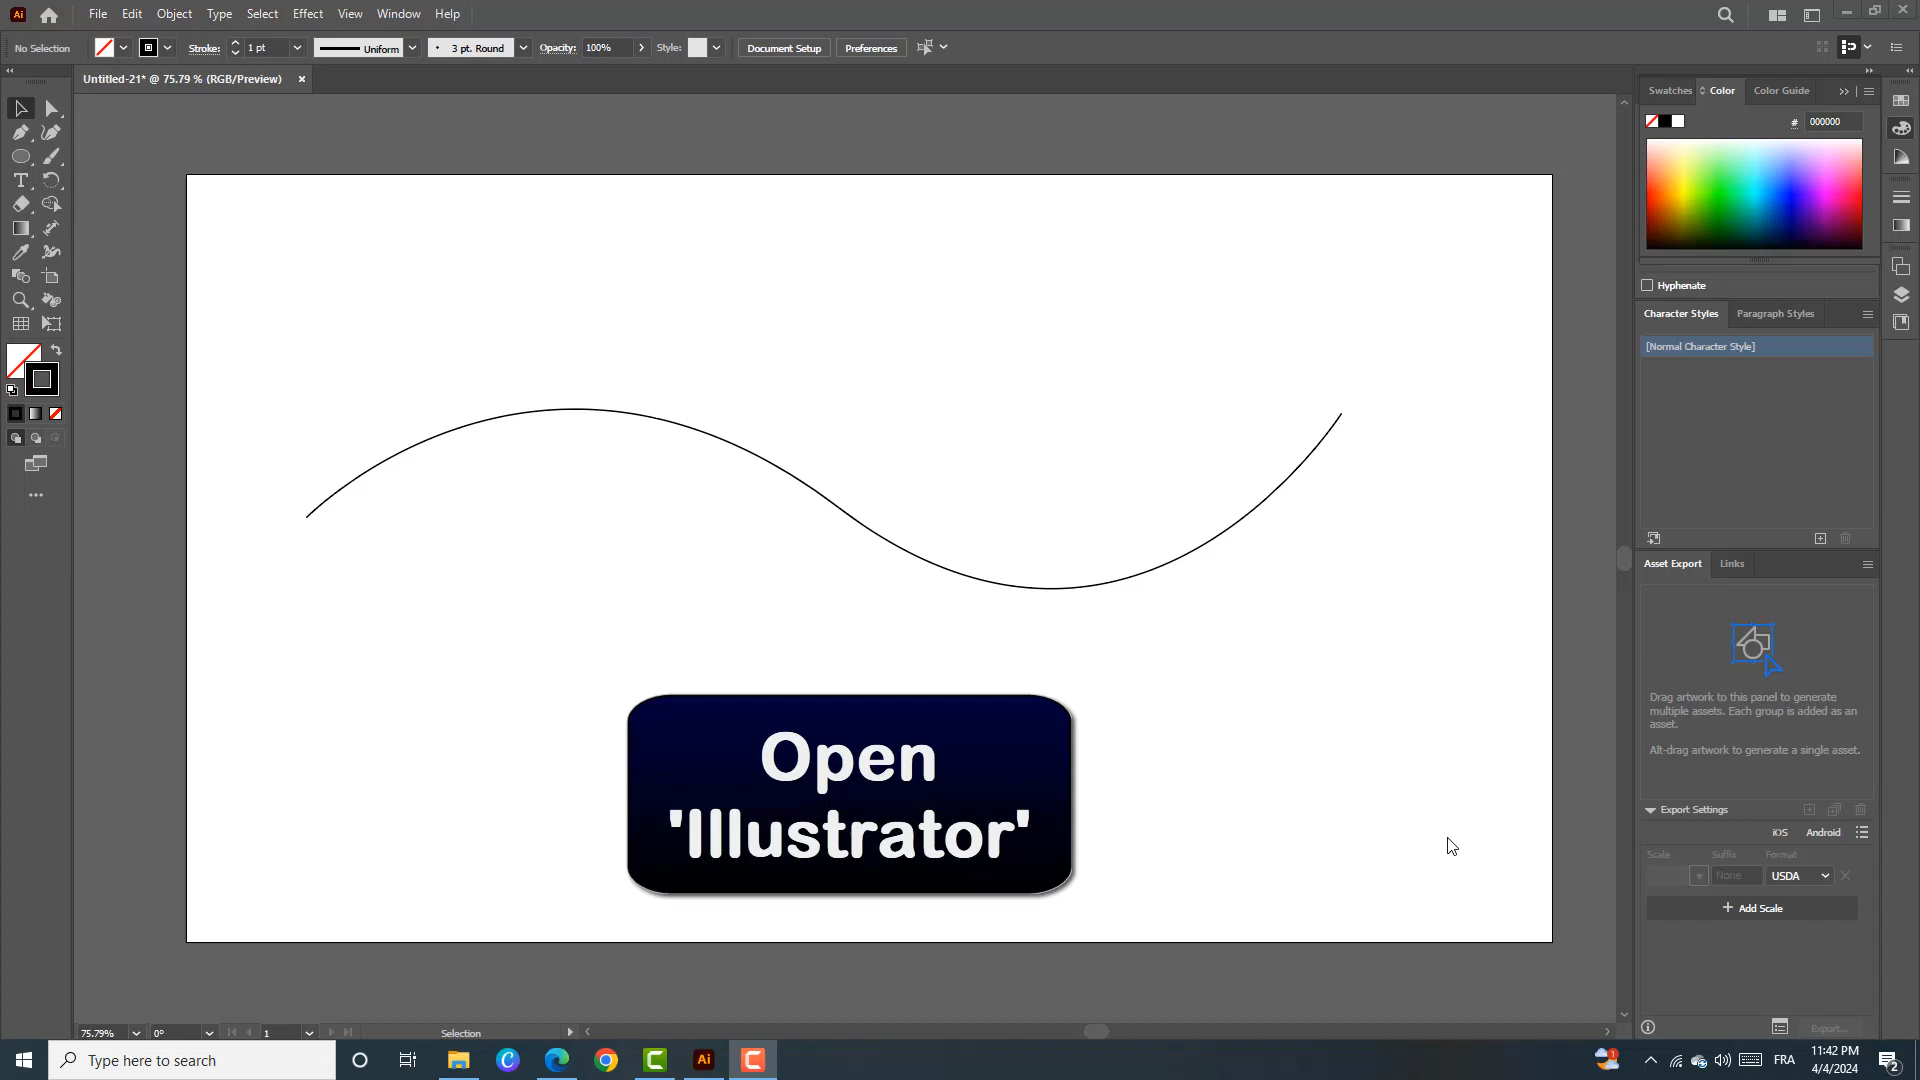 Ai File Edit Object Type Select Effect View Window Help
No Selection Stroke: 1 pt Uniform 3 pt. Round Opacity: 100% Style: Document Setup Preferences
Untitled-21* @ 75.79 % (RGB/Preview) ×
Swatches Color Color Guide
# 000000
Hyphenate
Character Styles Paragraph Styles
[Normal Character Style]
Asset Export Links
Drag artwork to this panel to generate
multiple assets. Each group is added as an
asset.
Alt-drag artwork to generate a single asset.
Export Settings
iOS Android
Scale Suffix Format
None USDA
+ Add Scale
Export...
Open
'Illustrator'
75.79% 0° 1 Selection
Type here to search
Ai
1
FRA
11:42 PM
4/4/2024
2